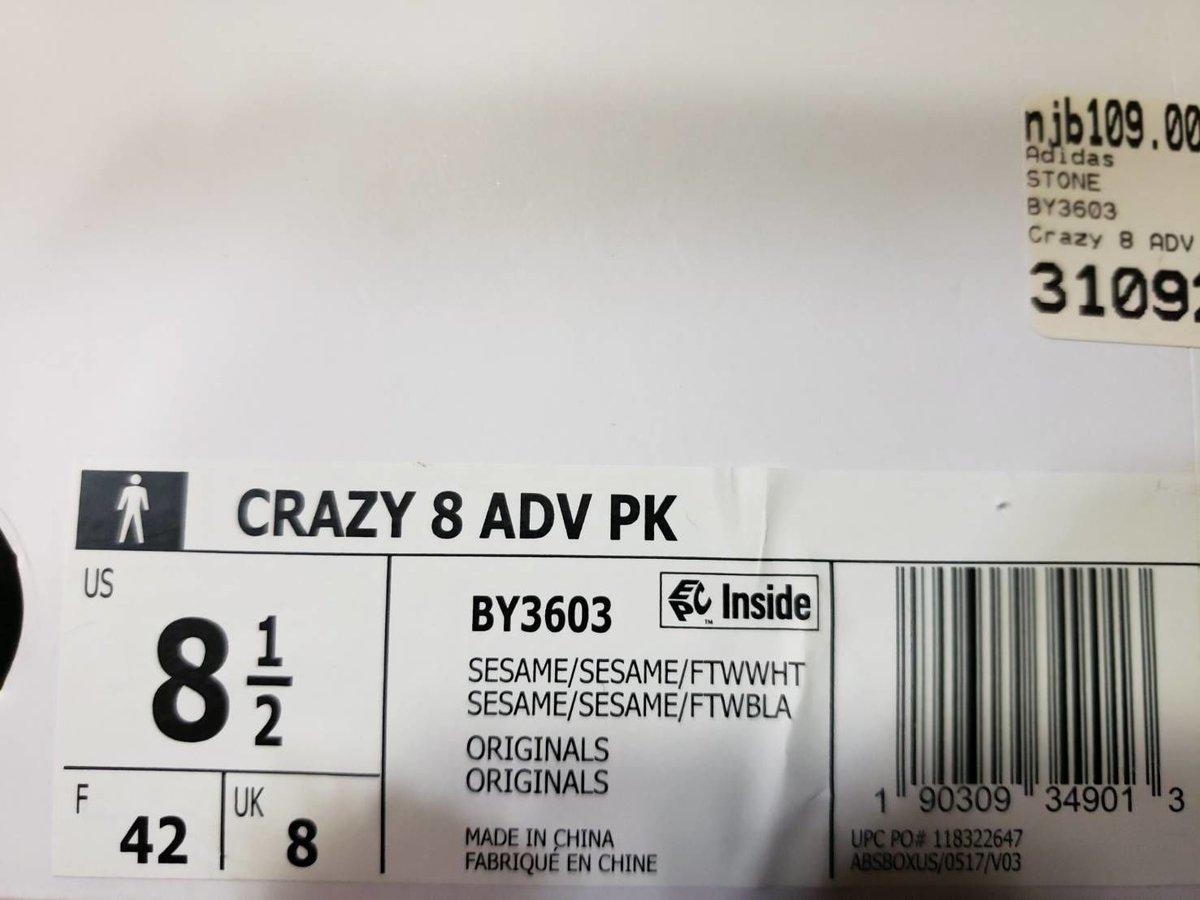 njb109.00
Adidas
STONE
BY3603
Crazy 8 ADV
31092
CRAZY 8 ADV PK
US
8 1/2
F
42
UK
8
BY3603
EPC™ Inside
SESAME/SESAME/FTWWHT
SESAME/SESAME/FTWBLA
ORIGINALS
ORIGINALS
MADE IN CHINA
FABRIQUÉ EN CHINE
1 90309 34901 3
UPC PO# 118322647
ABSBOXUS/0517/V03